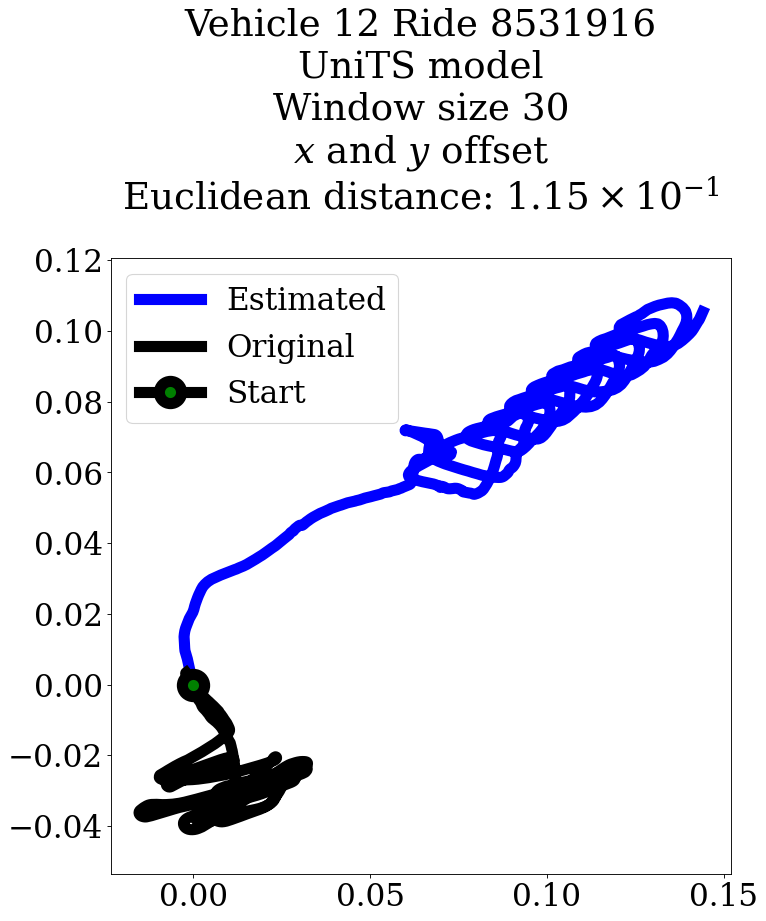 Vehicle 12 Ride 8531916
UniTS model
Window size 30
x and y offset
Euclidean distance: 1.15 × 10⁻¹
0.12
0.10
0.08
0.06
0.04
0.02
0.00
−0.02
−0.04
Estimated
Original
Start
0.00 0.05 0.10 0.15